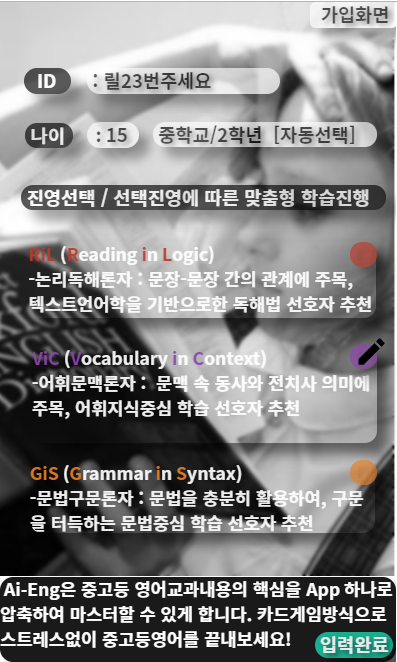 가입화면
ID : 릴23번주세요
나이 : 15 중학교/2학년 [자동선택]
진영선택 / 선택진영에 따른 맞춤형 학습진행
RiL (Reading in Logic)
-논리독해론자 : 문장-문장 간의 관계에 주목,
텍스트언어학을 기반으로한 독해법 선호자 추천
ViC (Vocabulary in Context)
-어휘문맥론자 : 문맥 속 동사와 전치사 의미에
주목, 어휘지식중심 학습 선호자 추천
GiS (Grammar in Syntax)
-문법구문론자 : 문법을 충분히 활용하여, 구문
을 터득하는 문법중심 학습 선호자 추천
Ai-Eng은 중고등 영어교과내용의 핵심을 App 하나로
압축하여 마스터할 수 있게 합니다. 카드게임방식으로
스트레스없이 중고등영어를 끝내보세요!
입력완료